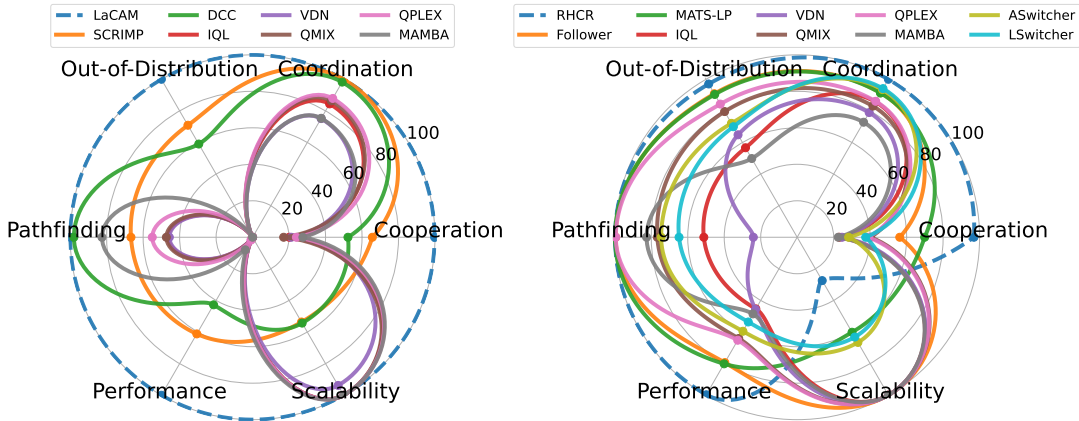 LaCAM DCC VDN QPLEX
SCRIMP IQL QMIX MAMBA
Out-of-Distribution Coordination
100
80
60
40
20
Pathfinding Cooperation
Performance Scalability
RHCR MATS-LP VDN QPLEX ASwitcher
Follower IQL QMIX MAMBA LSwitcher
Out-of-Distribution Coordination
100
80
60
40
20
Pathfinding Cooperation
Performance Scalability